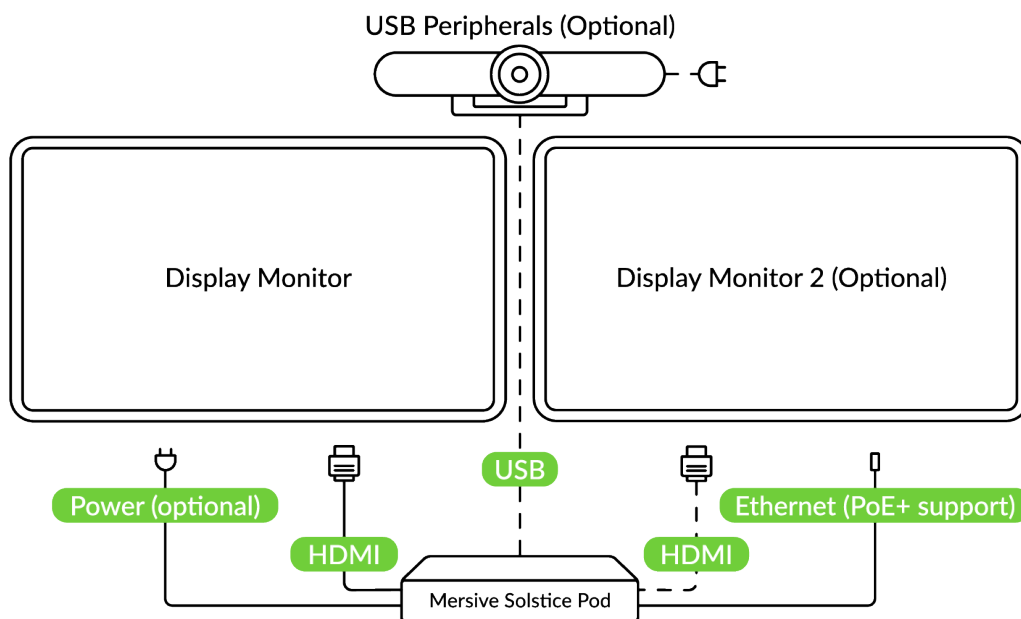 USB Peripherals (Optional)
Display Monitor
Display Monitor 2 (Optional)
USB
Power (optional)
Ethernet (PoE+ support)
HDMI
HDMI
Mersive Solstice Pod